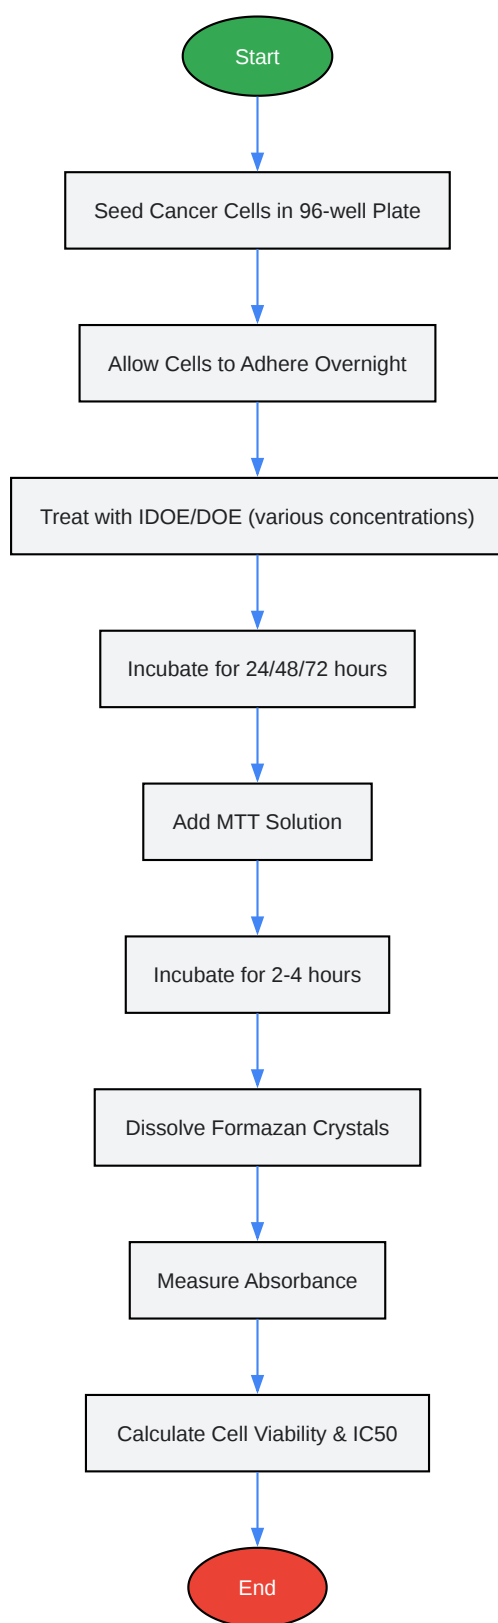 Start
Seed Cancer Cells in 96-well Plate
Allow Cells to Adhere Overnight
Treat with IDOE/DOE (various concentrations)
Incubate for 24/48/72 hours
Add MTT Solution
Incubate for 2-4 hours
Dissolve Formazan Crystals
Measure Absorbance
Calculate Cell Viability & IC50
End